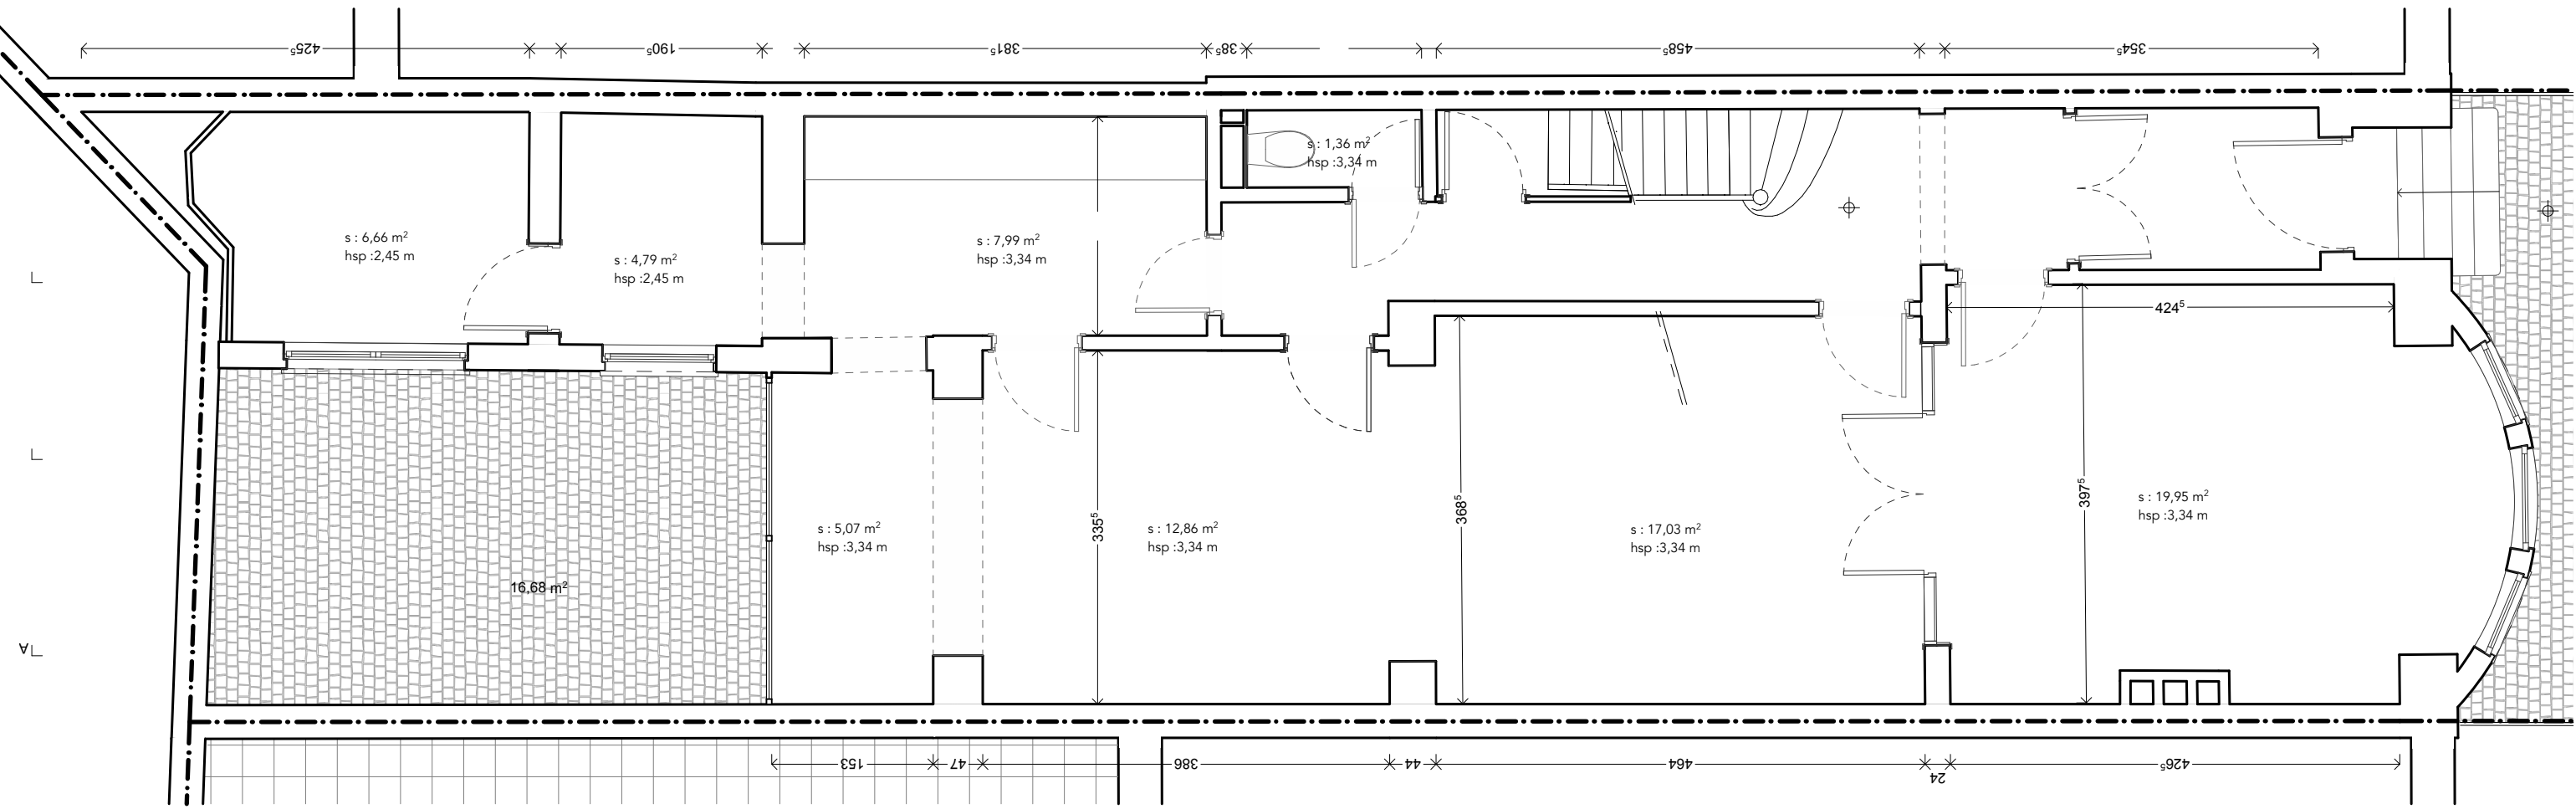 425⁵ 190⁵ 381⁵ 38⁵ 458⁵ 354⁵
s : 1,36 m²
hsp :3,34 m
s : 6,66 m²
hsp :2,45 m
s : 4,79 m²
hsp :2,45 m
s : 7,99 m²
hsp :3,34 m
424⁵
335⁵
368⁵
397⁵
s : 5,07 m²
hsp :3,34 m
s : 12,86 m²
hsp :3,34 m
s : 17,03 m²
hsp :3,34 m
s : 19,95 m²
hsp :3,34 m
16,68 m²
A
153 47 386 44 464 24 426⁵